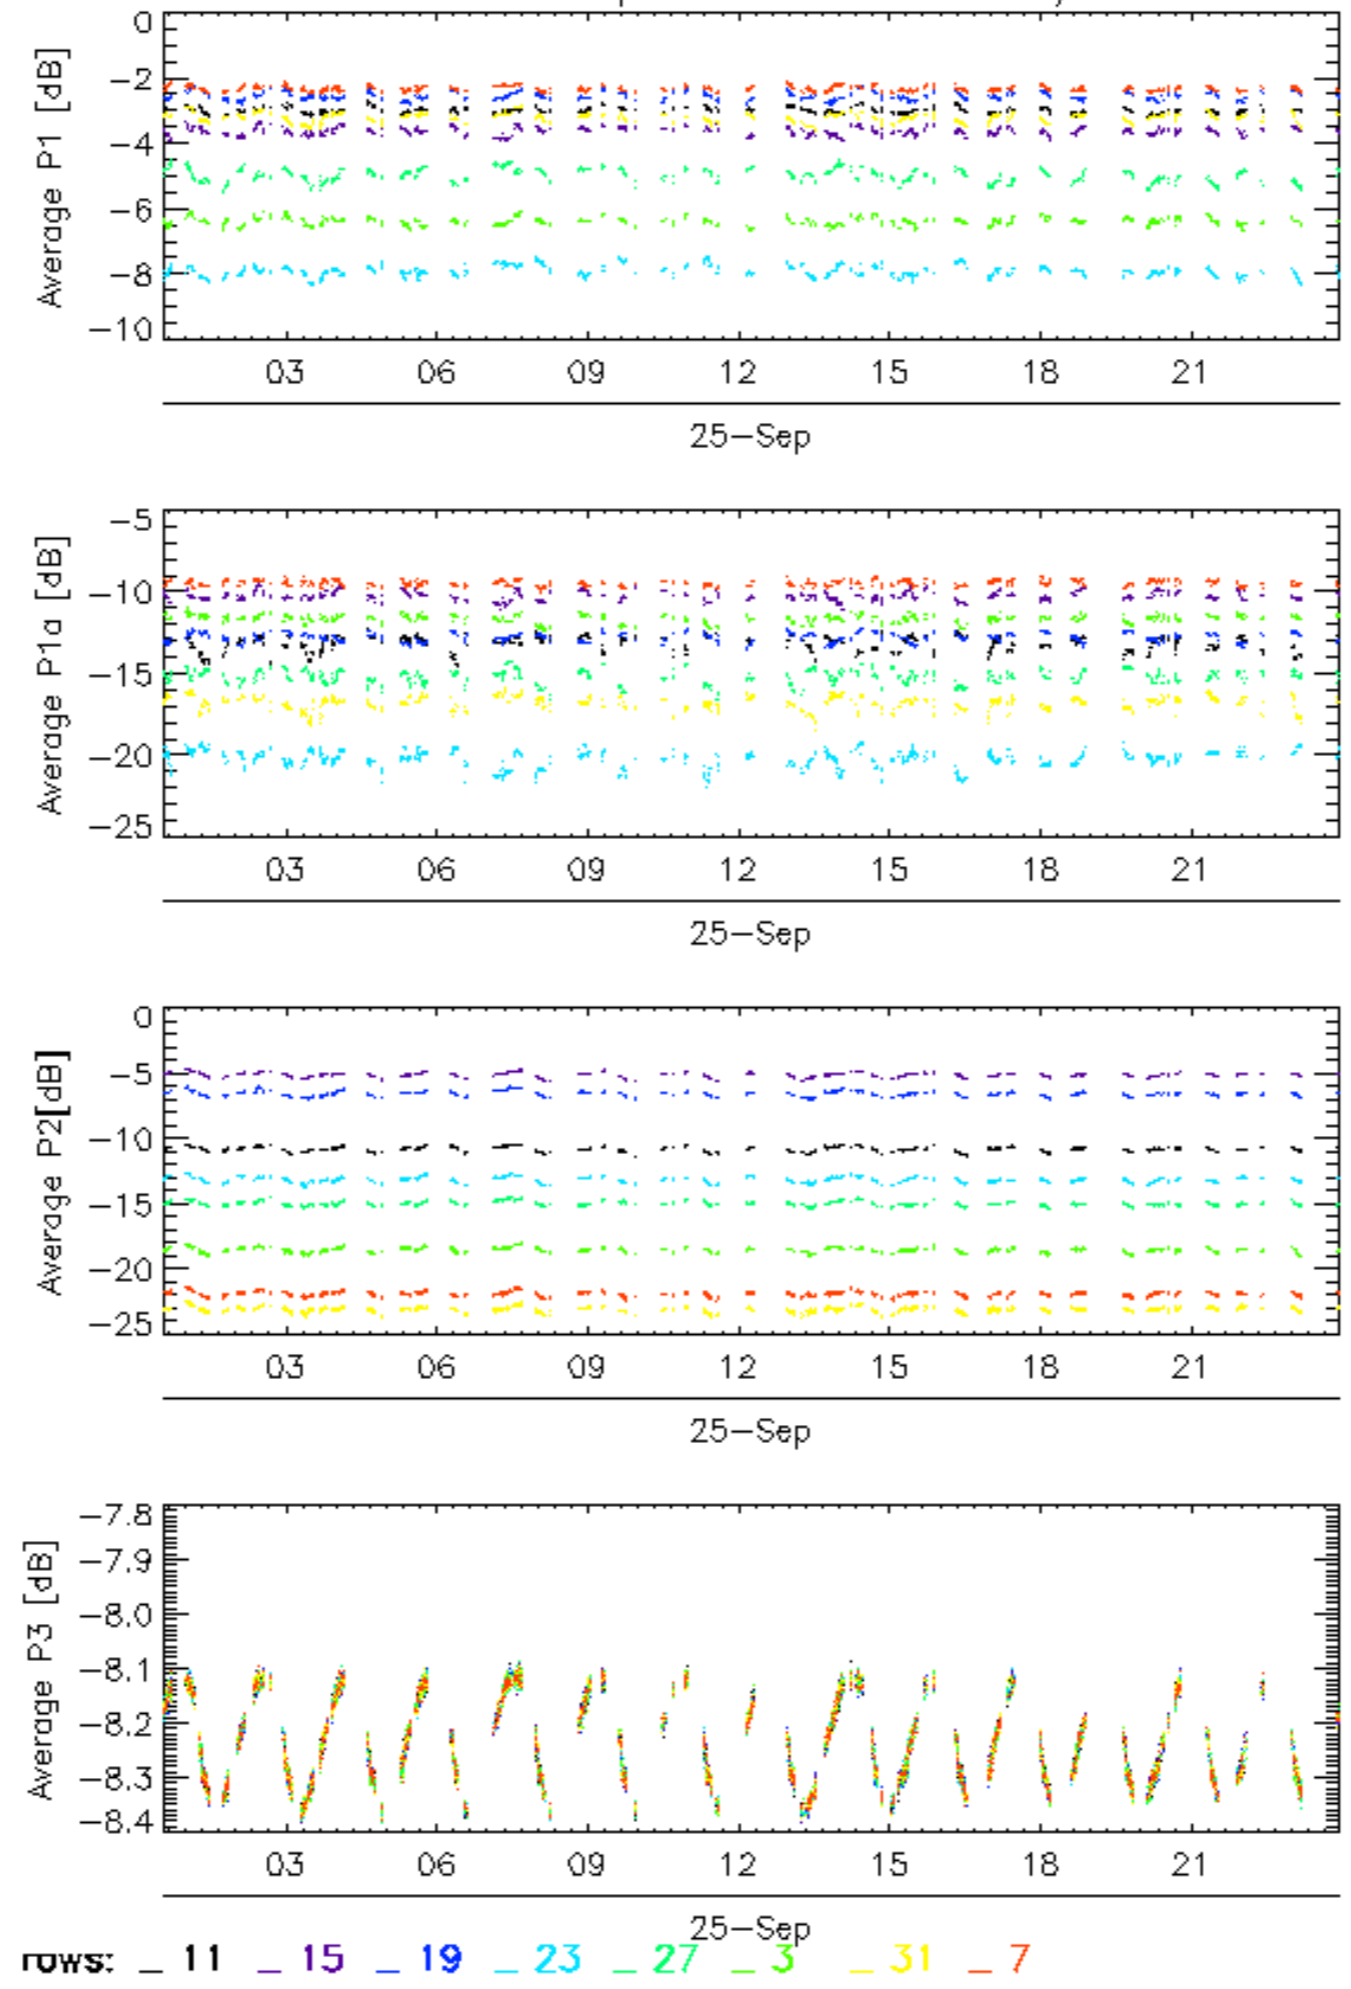 0
−2
−4
−6
−8
−10
Average P1 [dB]
03 06 09 12 15 18 21
25−Sep
−5
−10
−15
−20
−25
Average P1a [dB]
03 06 09 12 15 18 21
25−Sep
0
−5
−10
−15
−20
−25
Average P2[dB]
03 06 09 12 15 18 21
25−Sep
−7.8
−7.9
−8.0
−8.1
−8.2
−8.3
−8.4
Average P3 [dB]
03 06 09 12 15 18 21
25−Sep
rows: _ 11 _ 15 _ 19 _ 23 _ 27 _ 3 _ 31 _ 7